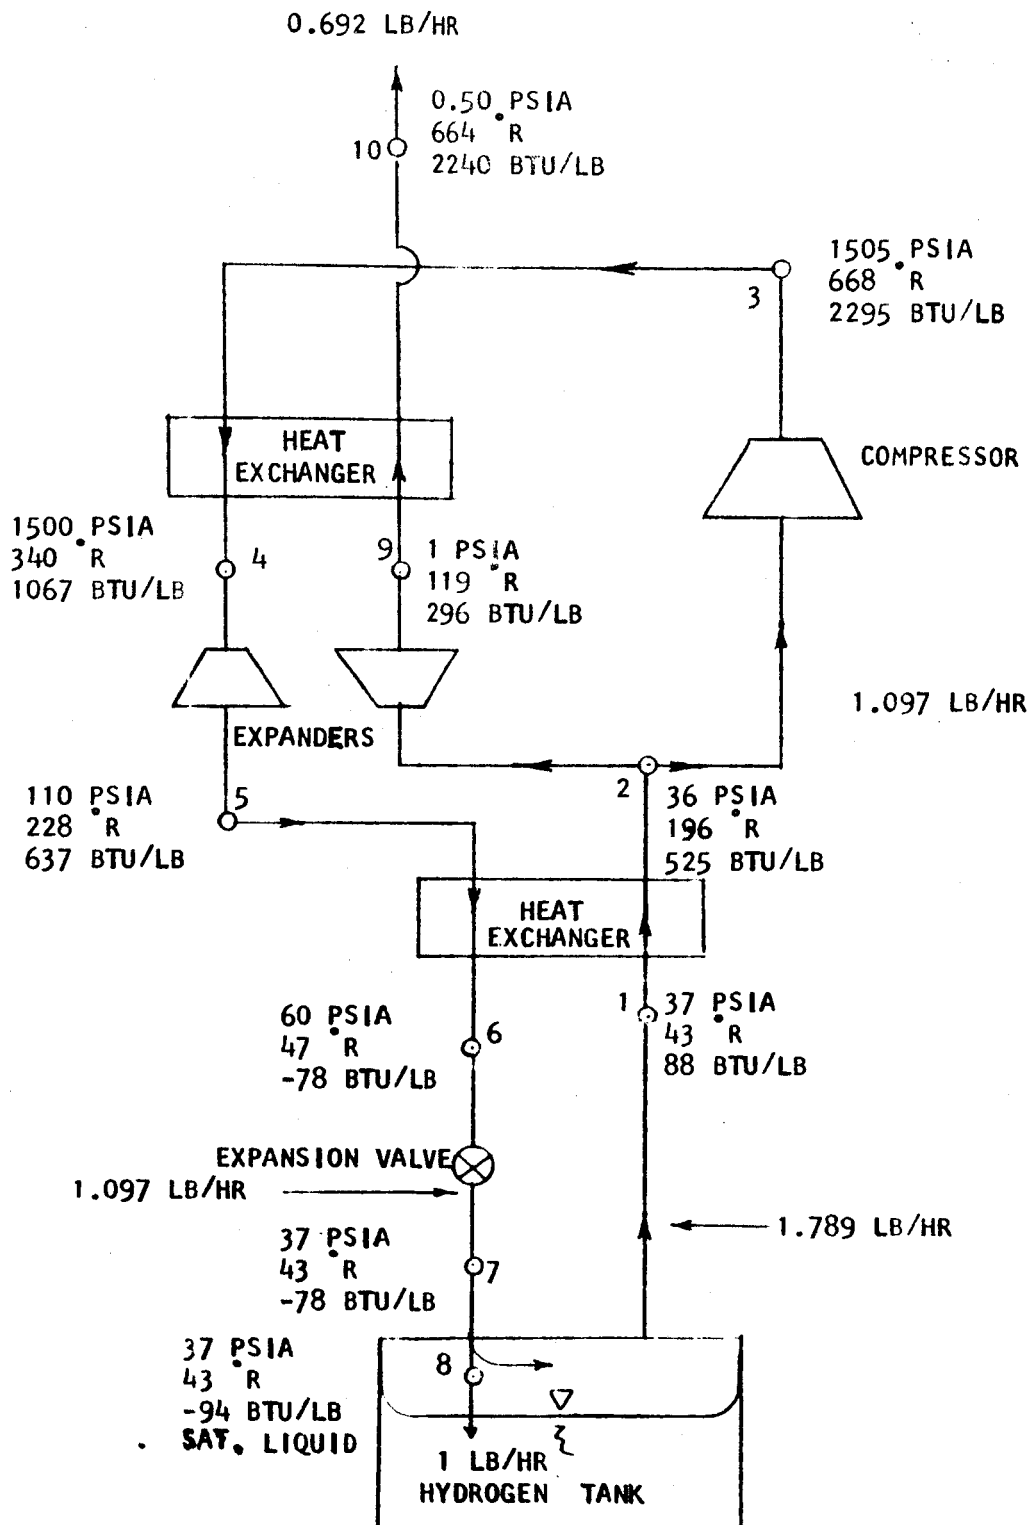 0.692 LB/HR
10
0.50 PSIA
664 °R
2240 BTU/LB
3
1505 PSIA
668 °R
2295 BTU/LB
HEAT
EXCHANGER
COMPRESSOR
1500 PSIA
340 °R
1067 BTU/LB
4
9
1 PSIA
119 °R
296 BTU/LB
1.097 LB/HR
EXPANDERS
110 PSIA
228 °R
637 BTU/LB
5
2
36 PSIA
196 °R
525 BTU/LB
HEAT
EXCHANGER
60 PSIA
47 °R
-78 BTU/LB
6
1
37 PSIA
43 °R
88 BTU/LB
EXPANSION VALVE
1.097 LB/HR
1.789 LB/HR
37 PSIA
43 °R
-78 BTU/LB
7
37 PSIA
43 °R
-94 BTU/LB
SAT. LIQUID
8
1 LB/HR
HYDROGEN TANK